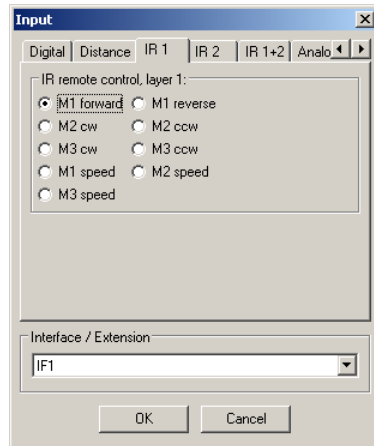 Input
Digital Distance IR 1 IR 2 IR 1+2 Analo
IR remote control, layer 1:
M1 forward M1 reverse
M2 cw M2 ccw
M3 cw M3 ccw
M1 speed M2 speed
M3 speed
Interface / Extension
IF1
OK Cancel